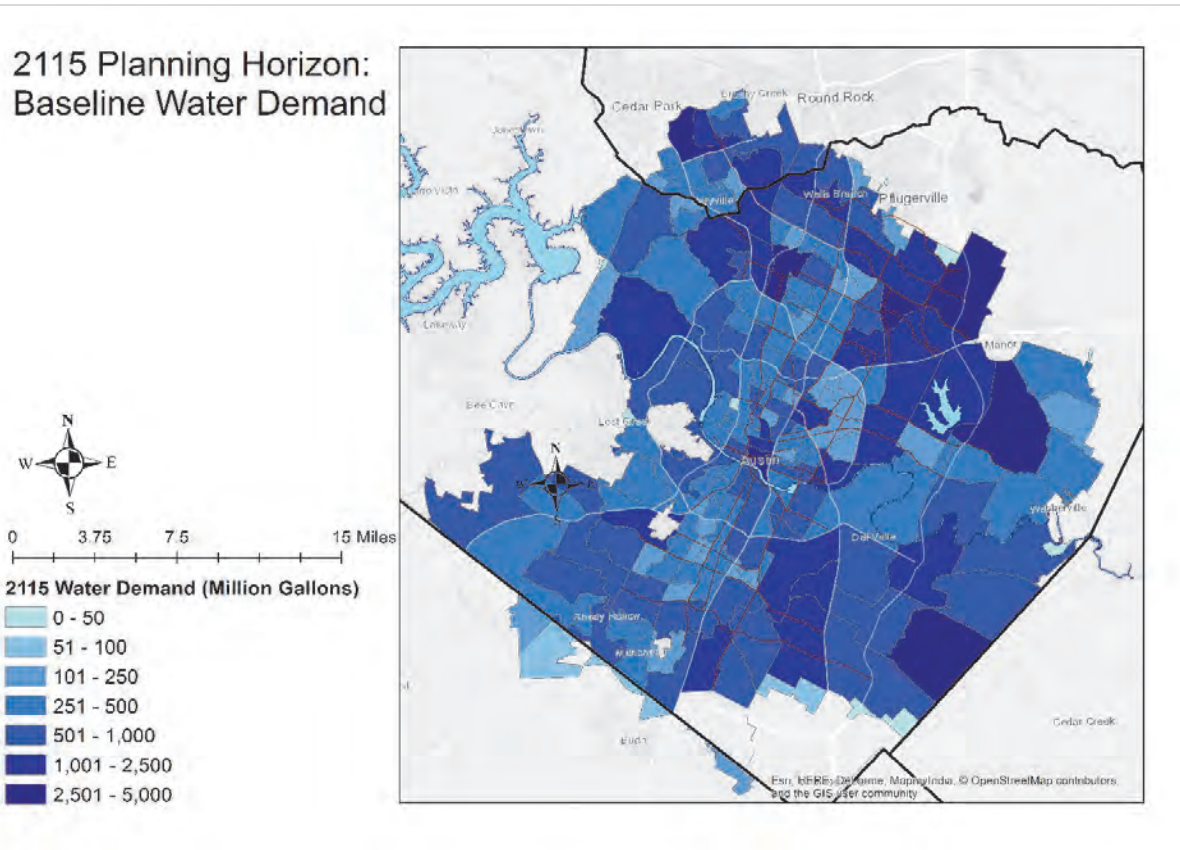 2115 Planning Horizon:
Baseline Water Demand
Cedar Park
Brushy Creek
Round Rock
Wells Branch
Pflugerville
Lakeway
Manor
Bee Cave
Lost Creek
N
W
E
S
N
Austin
Webberville
Del Valle
0 3.75 7.5 15 Miles
2115 Water Demand (Million Gallons)
0 - 50
51 - 100
101 - 250
251 - 500
501 - 1,000
1,001 - 2,500
2,501 - 5,000
Shady Hollow
Manchaca
Buda
Cedar Creek
Esri, HERE, DeLorme, MapmyIndia, © OpenStreetMap contributors,
and the GIS user community